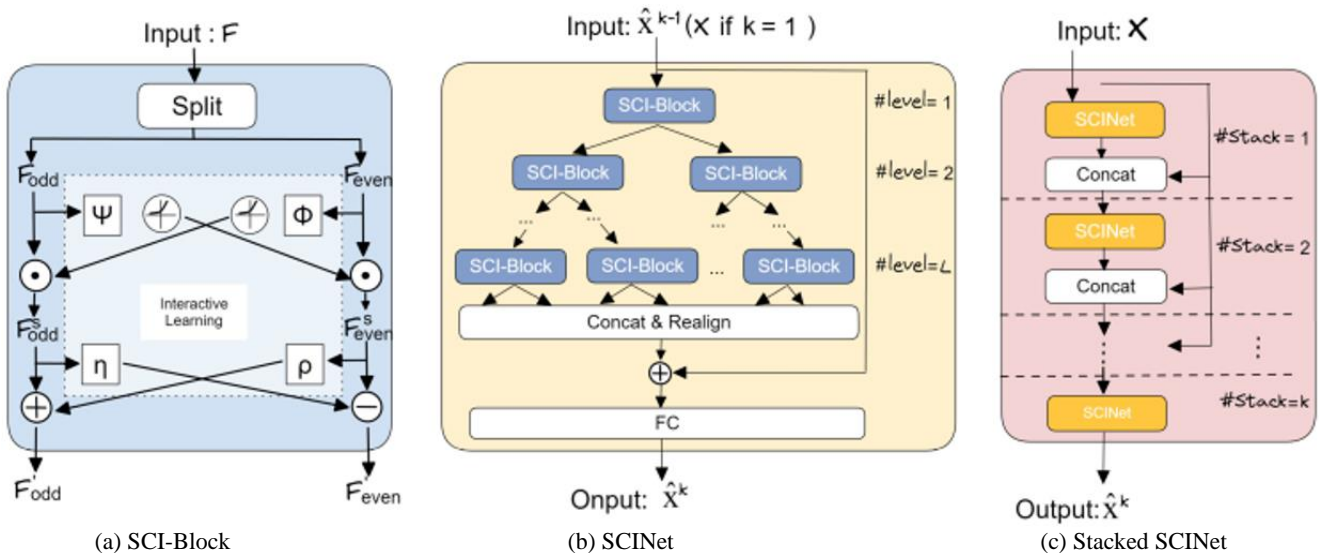 Input : F
Split
F_odd
F_even
Ψ
Φ
F^s_odd
Interactive
Learning
F^s_even
η
ρ
F'_odd
F'_even
(a) SCI-Block
Input: X̂^k-1 (X if k = 1 )
SCI-Block
#level= 1
SCI-Block
SCI-Block
#level= 2
...
...
...
...
SCI-Block
SCI-Block
...
SCI-Block
#level=L
Concat & Realign
+
FC
Onput: X̂^k
(b) SCINet
Input: X
SCINet
#Stack= 1
Concat
SCINet
#Stack= 2
Concat
#Stack=k
SCINet
Output:X̂^k
(c) Stacked SCINet